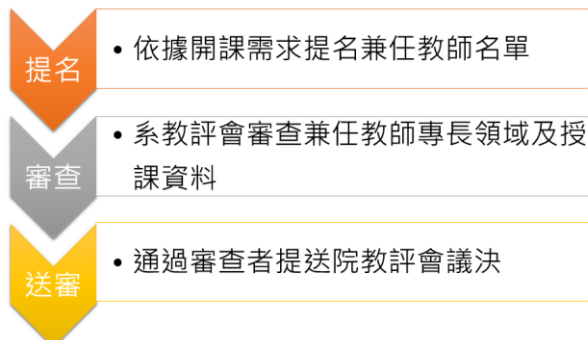 提名
• 依據開課需求提名兼任教師名單
審查
• 系教評會審查兼任教師專長領域及授
課資料
送審
• 通過審查者提送院教評會議決